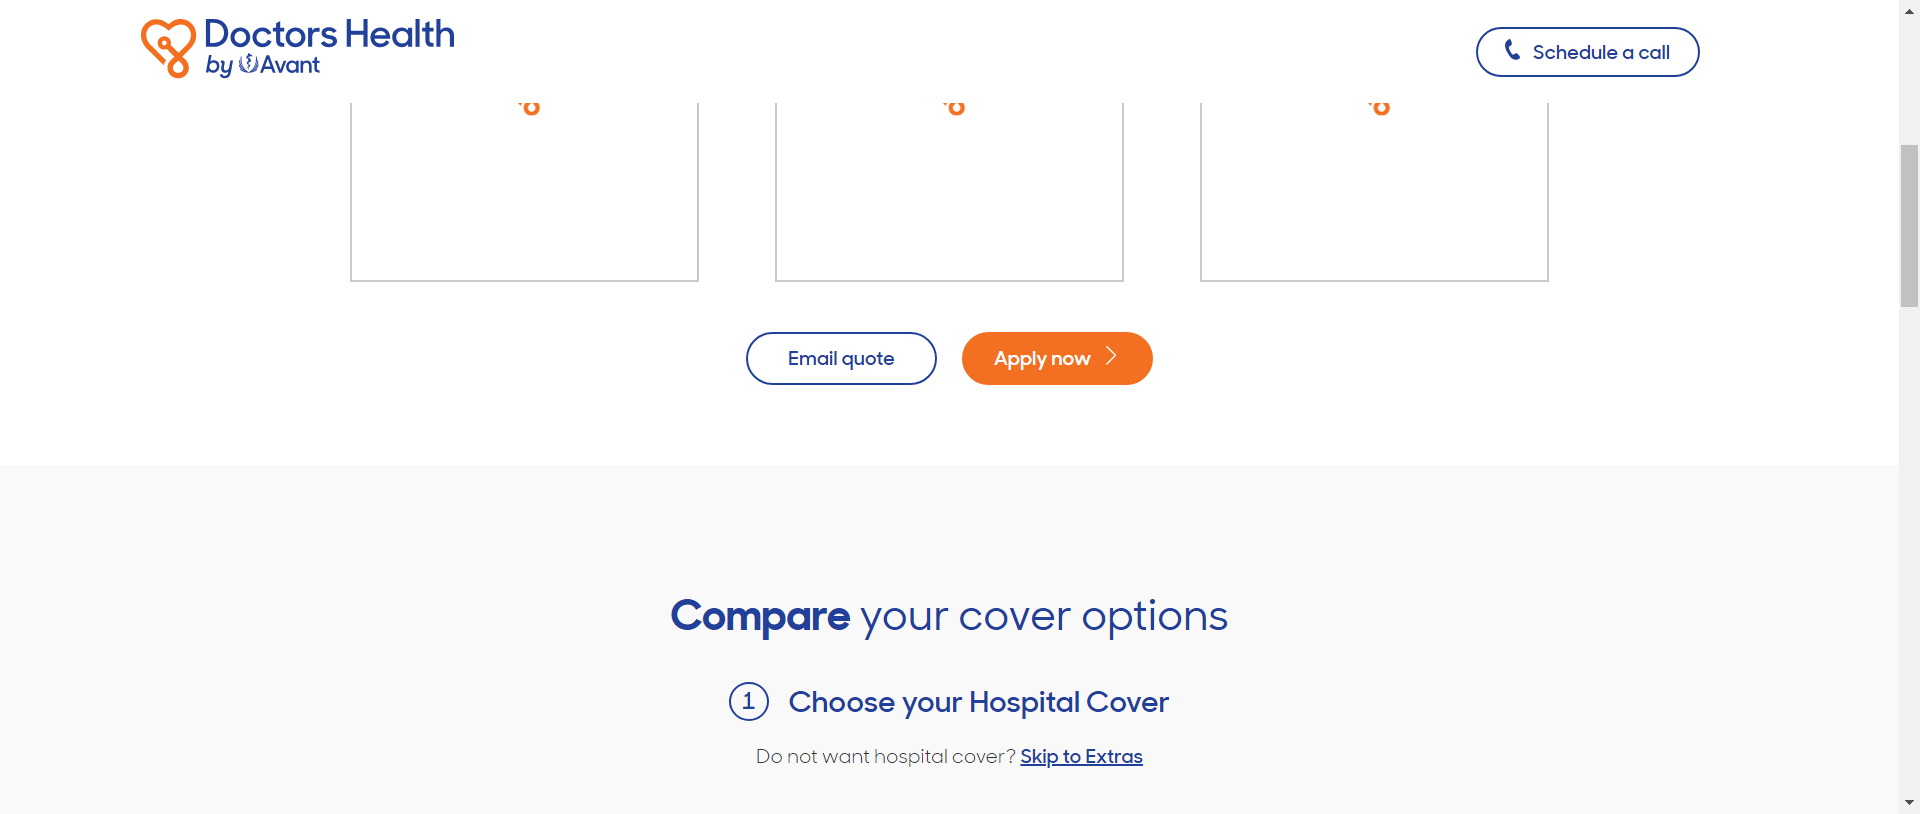 Doctors Health
by Avant
Schedule a call
Email quote
Apply now
Compare your cover options
1 Choose your Hospital Cover
Do not want hospital cover? Skip to Extras